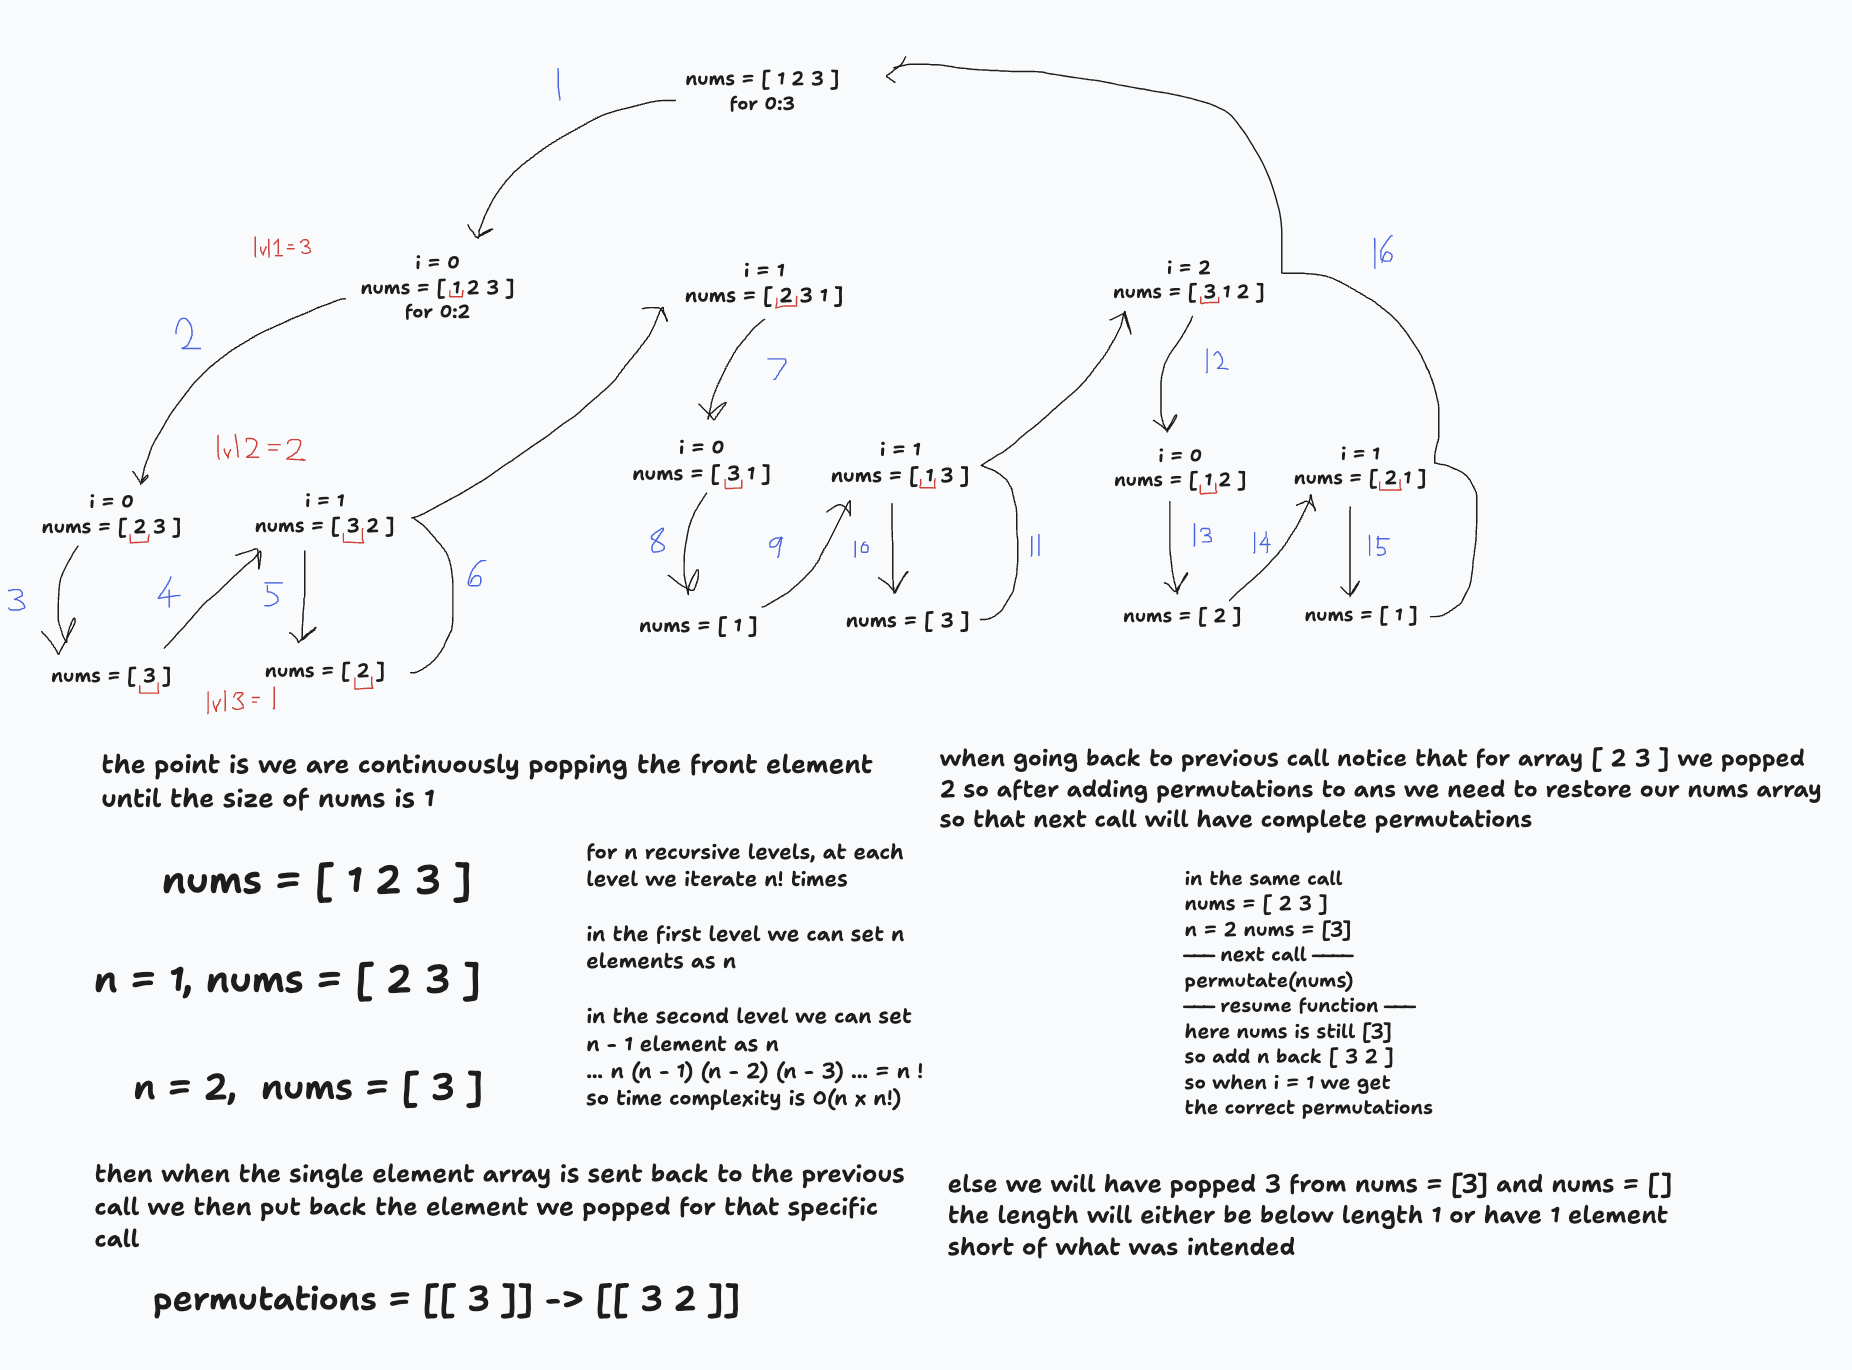 1
nums = [ 1 2 3 ]
for 0:3
lvl1=3
i = 0
nums = [ 1 2 3 ]
for 0:2
i = 1
nums = [ 2 3 1 ]
i = 2
nums = [ 3 1 2 ]
16
2
7
12
lvl2=2
i = 0
nums = [ 2 3 ]
i = 1
nums = [ 3 2 ]
i = 0
nums = [ 3 1 ]
i = 1
nums = [ 1 3 ]
i = 0
nums = [ 1 2 ]
i = 1
nums = [ 2 1 ]
3
4
5
6
8
9
10
11
13
14
15
nums = [ 3 ]
nums = [ 2 ]
nums = [ 1 ]
nums = [ 3 ]
nums = [ 2 ]
nums = [ 1 ]
lvl3=1
the point is we are continuously popping the front element
until the size of nums is 1
nums = [ 1 2 3 ]
n = 1, nums = [ 2 3 ]
n = 2, nums = [ 3 ]
for n recursive levels, at each
level we iterate n! times
in the first level we can set n
elements as n
in the second level we can set
n - 1 element as n
... n (n - 1) (n - 2) (n - 3) ... = n !
so time complexity is O(n x n!)
then when the single element array is sent back to the previous
call we then put back the element we popped for that specific
call
permutations = [[ 3 ]] -> [[ 3 2 ]]
when going back to previous call notice that for array [ 2 3 ] we popped
2 so after adding permutations to ans we need to restore our nums array
so that next call will have complete permutations
in the same call
nums = [ 2 3 ]
n = 2 nums = [3]
—— next call ——
permutate(nums)
—— resume function ——
here nums is still [3]
so add n back [ 3 2 ]
so when i = 1 we get
the correct permutations
else we will have popped 3 from nums = [3] and nums = []
the length will either be below length 1 or have 1 element
short of what was intended